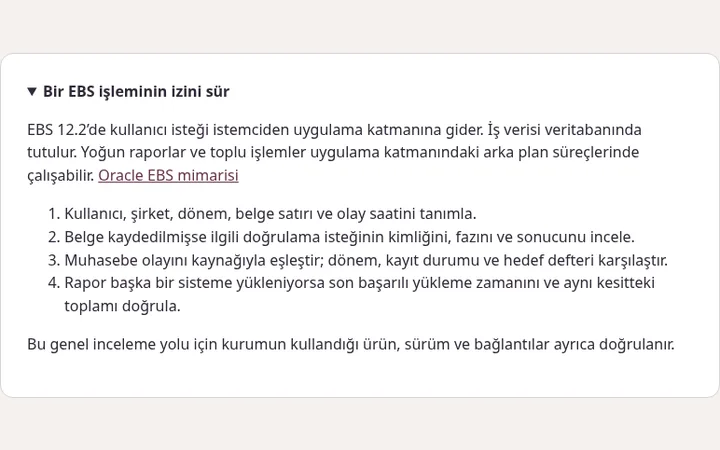 ▼ Bir EBS işleminin izini sür
EBS 12.2’de kullanıcı isteği istemciden uygulama katmanına gider. İş verisi veritabanında
tutulur. Yoğun raporlar ve toplu işlemler uygulama katmanındaki arka plan süreçlerinde
çalışabilir. Oracle EBS mimarisi
1. Kullanıcı, şirket, dönem, belge satırı ve olay saatini tanımla.
2. Belge kaydedilmişse ilgili doğrulama isteğinin kimliğini, fazını ve sonucunu incele.
3. Muhasebe olayını kaynağıyla eşleştir; dönem, kayıt durumu ve hedef defteri karşılaştır.
4. Rapor başka bir sisteme yükleniyorsa son başarılı yükleme zamanını ve aynı kesitteki
toplamı doğrula.
Bu genel inceleme yolu için kurumun kullandığı ürün, sürüm ve bağlantılar ayrıca doğrulanır.